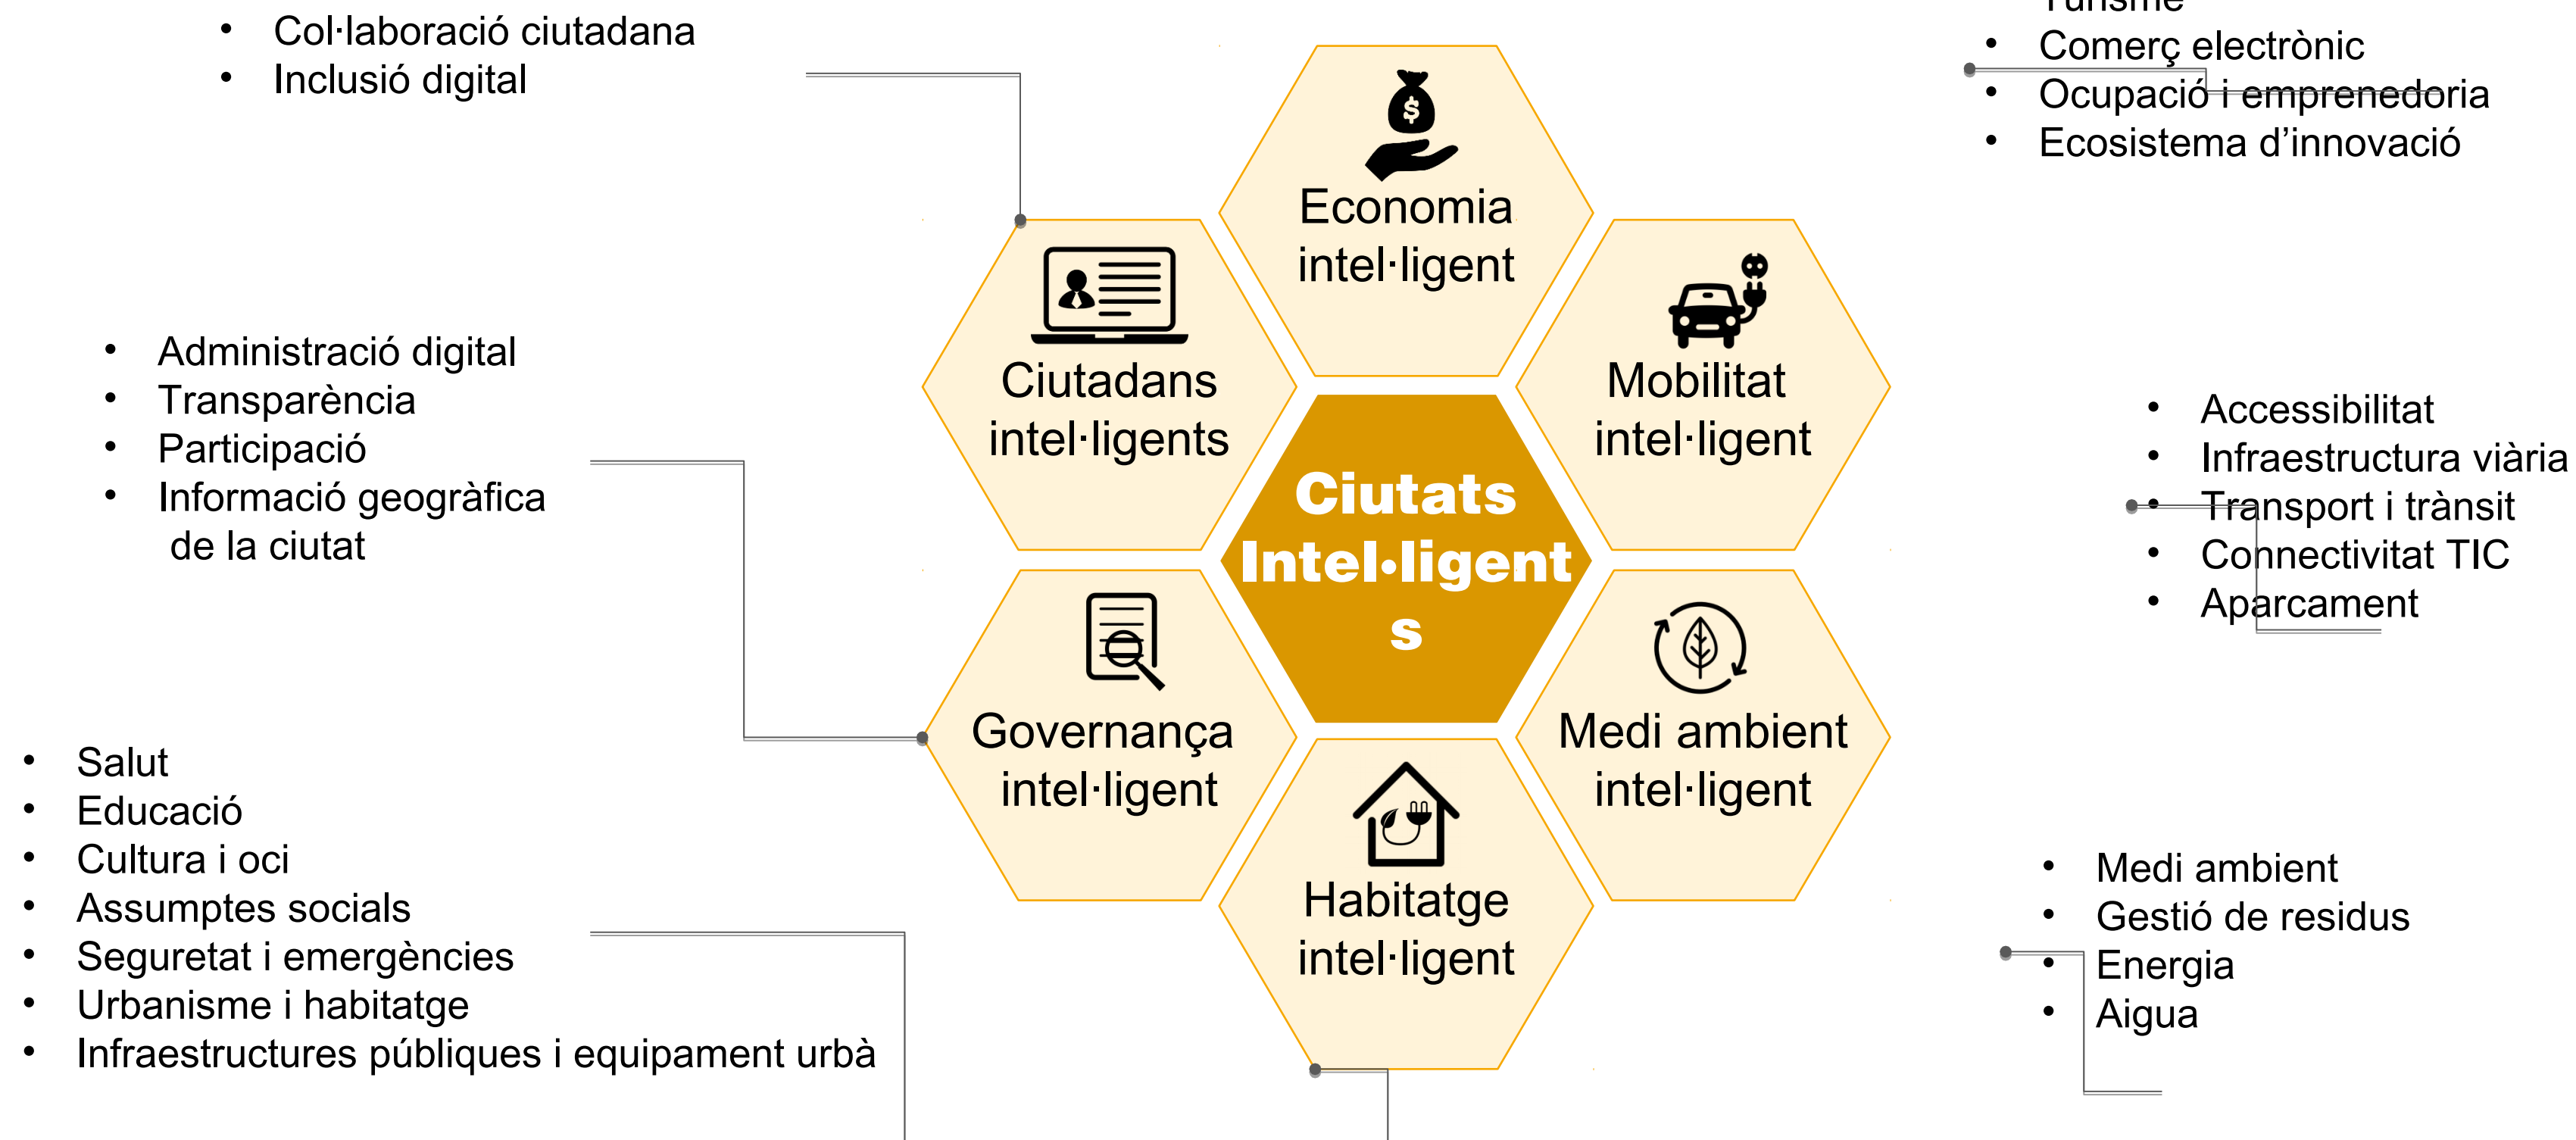 • Col·laboració ciutadana
• Inclusió digital
Turisme
• Comerç electrònic
• Ocupació i emprenedoria
• Ecosistema d’innovació
$
Economia
intel·ligent
Ciutadans
intel·ligents
Mobilitat
intel·ligent
• Administració digital
• Transparència
• Participació
• Informació geogràfica
de la ciutat
• Accessibilitat
• Infraestructura viària
• Transport i trànsit
• Connectivitat TIC
• Aparcament
Ciutats
Intel·ligent
s
Governança
intel·ligent
Medi ambient
intel·ligent
Habitatge
intel·ligent
• Salut
• Educació
• Cultura i oci
• Assumptes socials
• Seguretat i emergències
• Urbanisme i habitatge
• Infraestructures públiques i equipament urbà
• Medi ambient
• Gestió de residus
• Energia
• Aigua